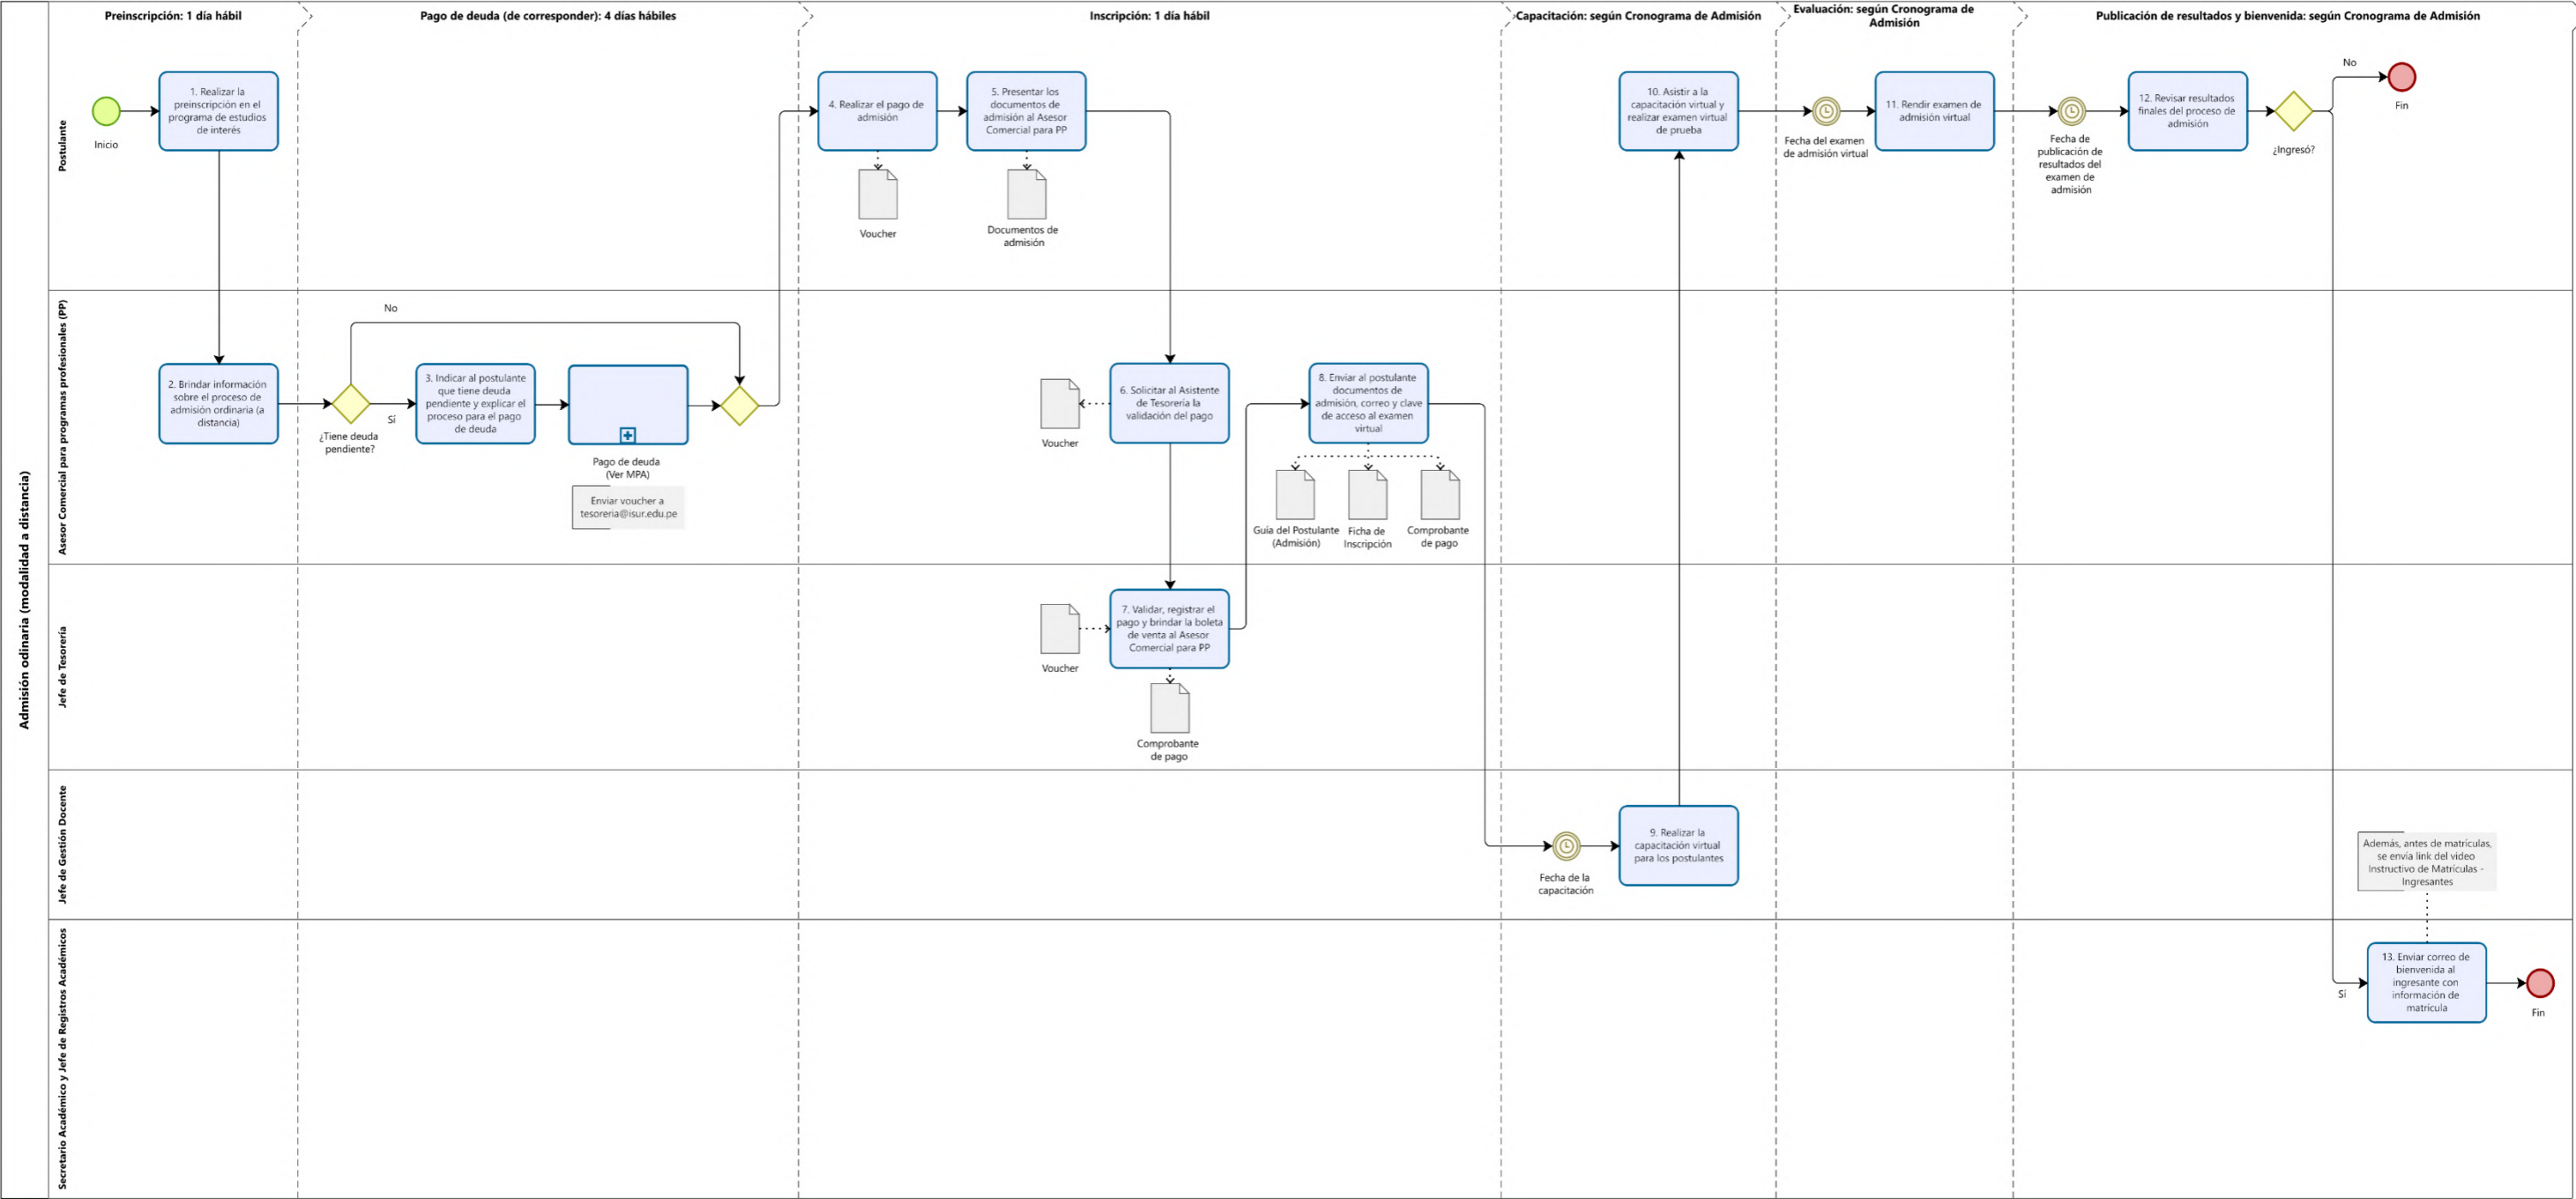 Preinscripción: 1 día hábil
Pago de deuda (de corresponder): 4 días hábiles
Inscripción: 1 día hábil
Capacitación: según Cronograma de Admisión
Evaluación: según Cronograma de
Admisión
Publicación de resultados y bienvenida: según Cronograma de Admisión
Admisión odinaria (modalidad a distancia)
Postulante
Inicio
1. Realizar la
preinscripción en el
programa de estudios
de interés
4. Realizar el pago de
admisión
Voucher
5. Presentar los
documentos de
admisión al Asesor
Comercial para PP
Documentos de
admisión
10. Asistir a la
capacitación virtual y
realizar examen virtual
de prueba
Fecha del examen
de admisión virtual
11. Rendir examen de
admisión virtual
Fecha de
publicación de
resultados del
examen de
admisión
12. Revisar resultados
finales del proceso de
admisión
¿Ingresó?
No
Fin
Asesor Comercial para programas profesionales (PP)
2. Brindar información
sobre el proceso de
admisión ordinaria (a
distancia)
¿Tiene deuda
pendiente?
No
Sí
3. Indicar al postulante
que tiene deuda
pendiente y explicar el
proceso para el pago
de deuda
Pago de deuda
(Ver MPA)
Enviar voucher a
tesoreria@isur.edu.pe
Voucher
6. Solicitar al Asistente
de Tesorería la
validación del pago
8. Enviar al postulante
documentos de
admisión, correo y clave
de acceso al examen
virtual
Guía del Postulante
(Admisión)
Ficha de
Inscripción
Comprobante
de pago
Jefe de Tesorería
Voucher
7. Validar, registrar el
pago y brindar la boleta
de venta al Asesor
Comercial para PP
Comprobante
de pago
Jefe de Gestión Docente
Fecha de la
capacitación
9. Realizar la
capacitación virtual
para los postulantes
Además, antes de matrículas,
se envía link del video
Instructivo de Matrículas -
Ingresantes
Secretario Académico y Jefe de Registros Académicos
Sí
13. Enviar correo de
bienvenida al
ingresante con
información de
matrícula
Fin